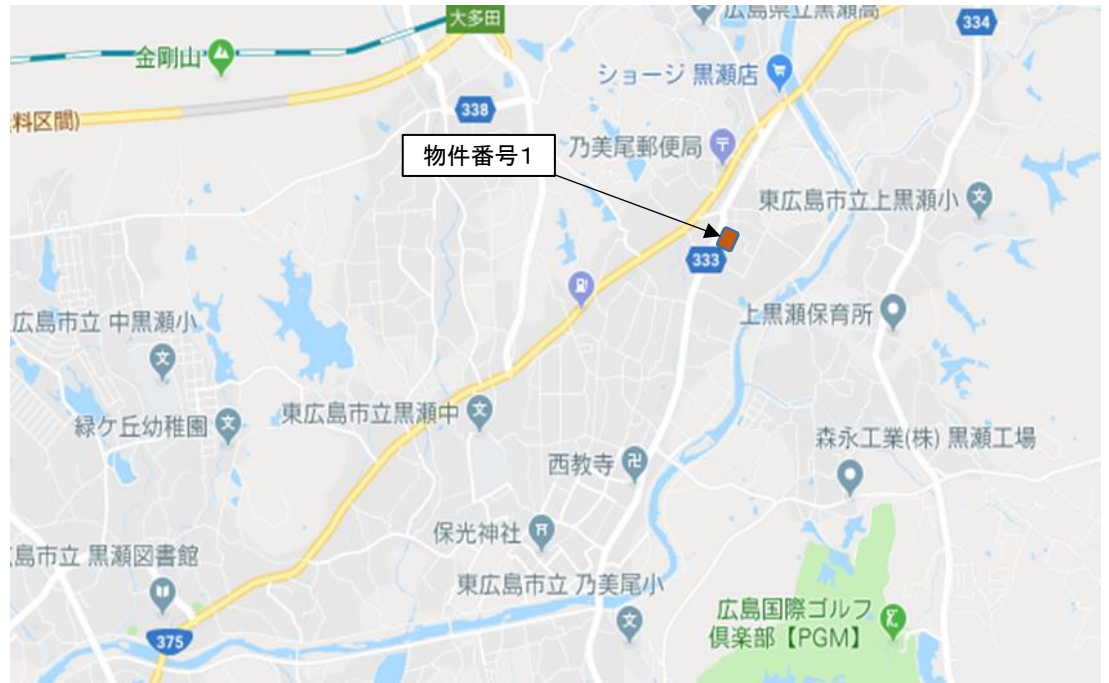 大多田
広島県立黒瀬高
334
金剛山
ショージ 黒瀬店
料区間)
338
物件番号1
乃美尾郵便局
東広島市立上黒瀬小
333
広島市立 中黒瀬小
上黒瀬保育所
東広島市立黒瀬中
緑ケ丘幼稚園
森永工業(株) 黒瀬工場
西教寺
保光神社
島市立 黒瀬図書館
東広島市立 乃美尾小
広島国際ゴルフ
倶楽部【PGM】
375